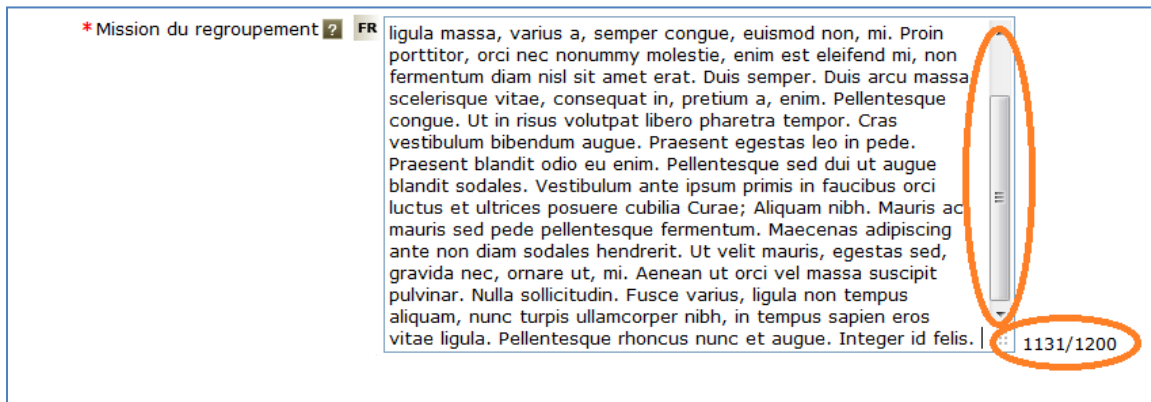 * Mission du regroupement ? FR
ligula massa, varius a, semper congue, euismod non, mi. Proin
porttitor, orci nec nonummy molestie, enim est eleifend mi, non
fermentum diam nisl sit amet erat. Duis semper. Duis arcu massa
scelerisque vitae, consequat in, pretium a, enim. Pellentesque
congue. Ut in risus volutpat libero pharetra tempor. Cras
vestibulum bibendum augue. Praesent egestas leo in pede.
Praesent blandit odio eu enim. Pellentesque sed dui ut augue
blandit sodales. Vestibulum ante ipsum primis in faucibus orci
luctus et ultrices posuere cubilia Curae; Aliquam nibh. Mauris ac
mauris sed pede pellentesque fermentum. Maecenas adipiscing
ante non diam sodales hendrerit. Ut velit mauris, egestas sed,
gravida nec, ornare ut, mi. Aenean ut orci vel massa suscipit
pulvinar. Nulla sollicitudin. Fusce varius, ligula non tempus
aliquam, nunc turpis ullamcorper nibh, in tempus sapien eros
vitae ligula. Pellentesque rhoncus nunc et augue. Integer id felis.
1131/1200